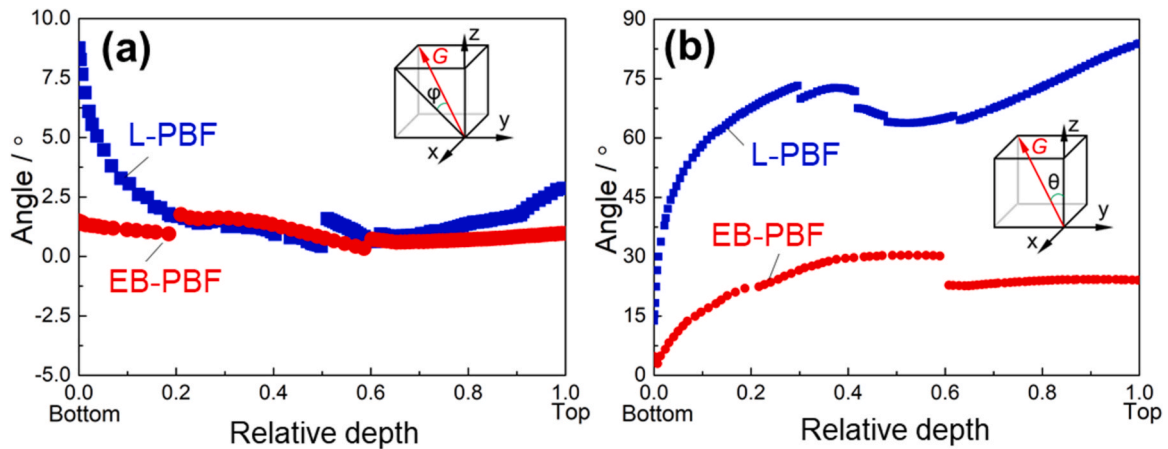 (a)
10.0
7.5
5.0
2.5
0.0
-2.5
-5.0
Angle / °
L-PBF
EB-PBF
z
G
φ
y
x
0.0 0.2 0.4 0.6 0.8 1.0
Bottom Top
Relative depth
(b)
90
75
60
45
30
15
0
Angle / °
L-PBF
EB-PBF
z
G
θ
y
x
0.0 0.2 0.4 0.6 0.8 1.0
Bottom Top
Relative depth